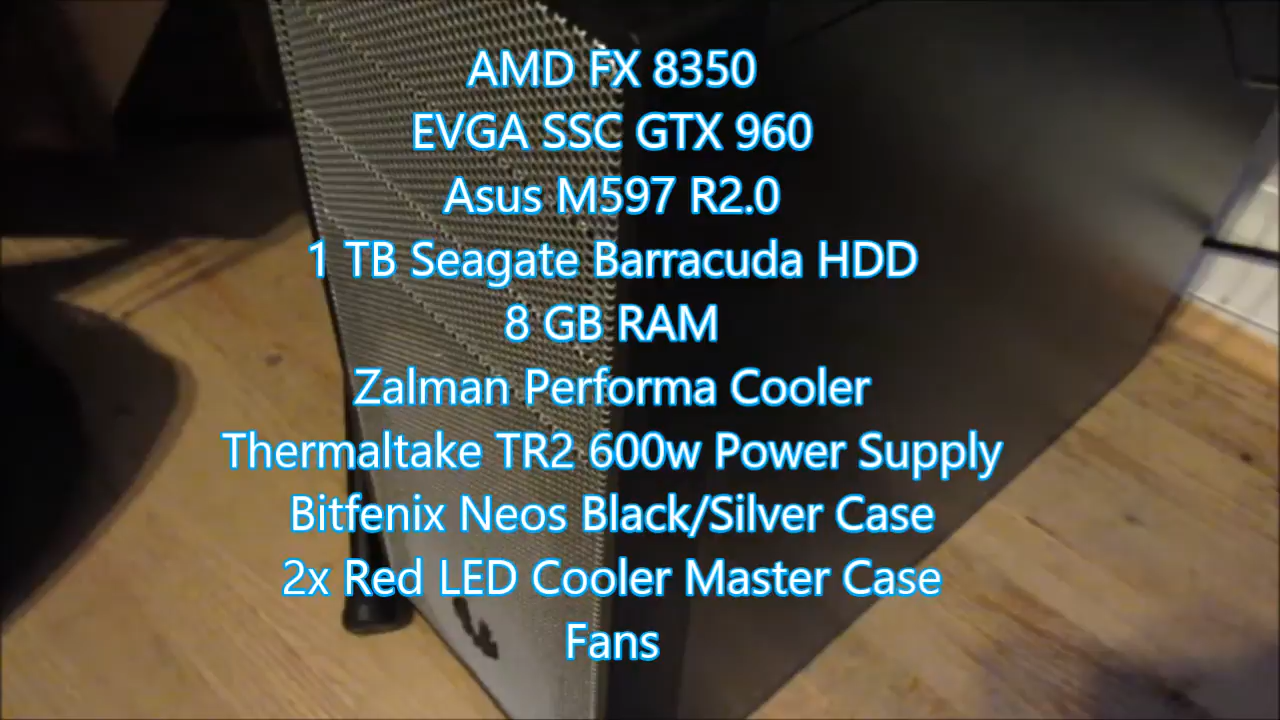 AMD FX 8350
EVGA SSC GTX 960
Asus M597 R2.0
1 TB Seagate Barracuda HDD
8 GB RAM
Zalman Performa Cooler
Thermaltake TR2 600w Power Supply
Bitfenix Neos Black/Silver Case
2x Red LED Cooler Master Case
Fans